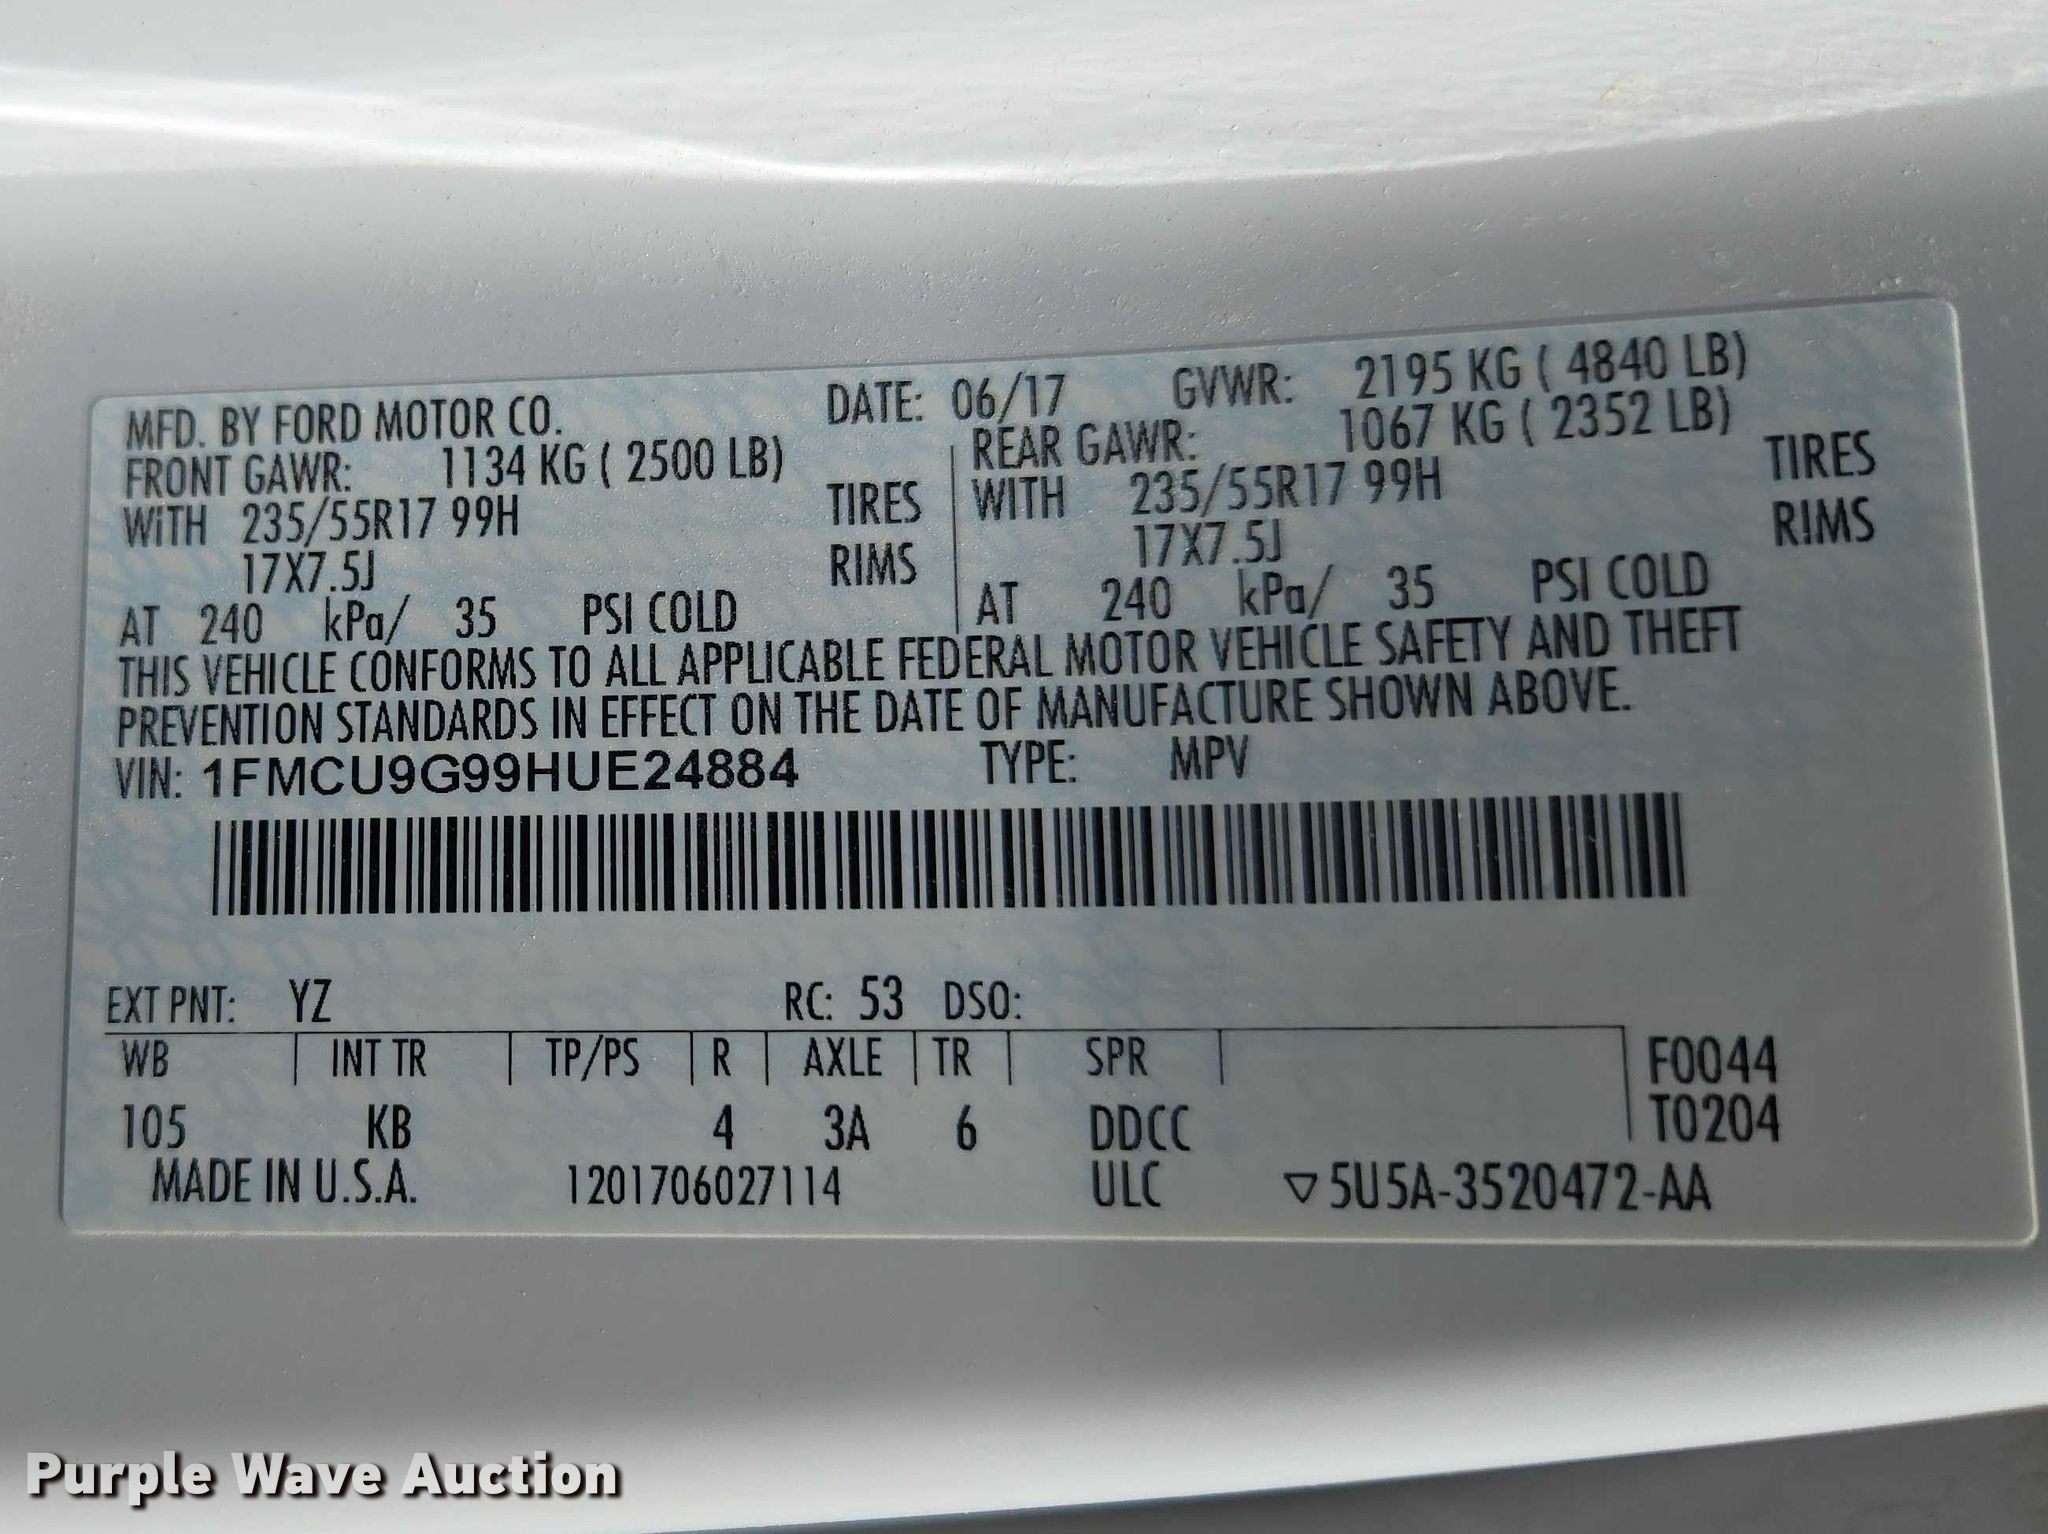 MFD. BY FORD MOTOR CO. DATE: 06/17 GVWR: 2195 KG ( 4840 LB)
FRONT GAWR: 1134 KG ( 2500 LB) REAR GAWR: 1067 KG ( 2352 LB)
WiTH 235/55R17 99H TIRES WITH 235/55R17 99H TIRES
17X7.5J RIMS 17X7.5J RIMS
AT 240 kPa/ 35 PSI COLD AT 240 kPa/ 35 PSI COLD
THIS VEHICLE CONFORMS TO ALL APPLICABLE FEDERAL MOTOR VEHICLE SAFETY AND THEFT
PREVENTION STANDARDS IN EFFECT ON THE DATE OF MANUFACTURE SHOWN ABOVE.
VIN: 1FMCU9G99HUE24884 TYPE: MPV
EXT PNT: YZ RC: 53 DSO:
WB INT TR TP/PS R AXLE TR SPR F0044
105 KB 4 3A 6 DDCC T0204
MADE IN U.S.A. 1201706027114 ULC ▽5U5A-3520472-AA
Purple Wave Auction